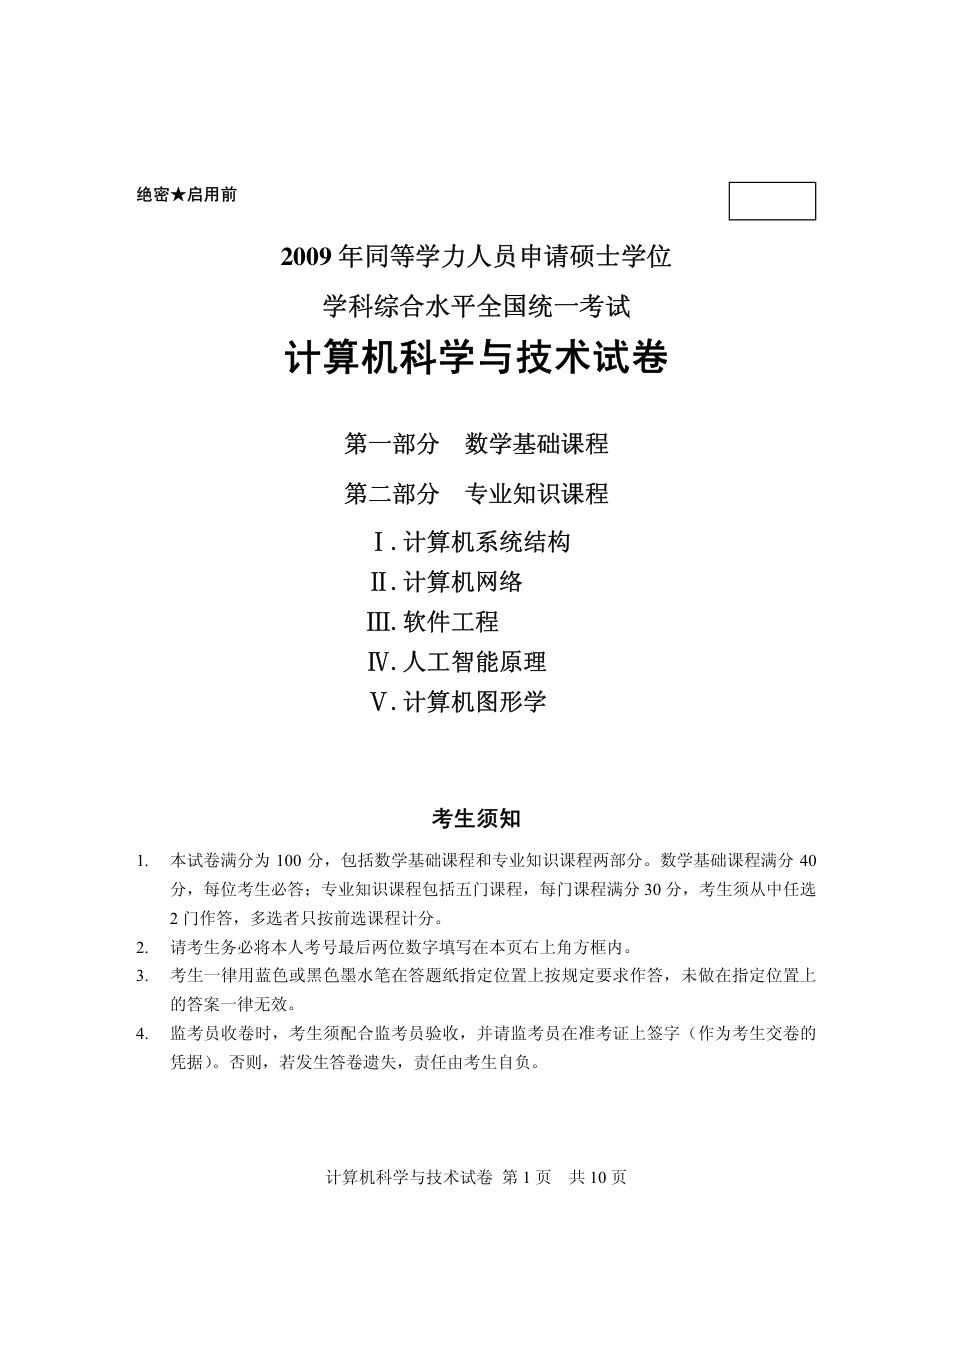 绝密★启用前
2009 年同等学力人员申请硕士学位
学科综合水平全国统一考试
计算机科学与技术试卷
第一部分 数学基础课程
第二部分 专业知识课程
Ⅰ. 计算机系统结构
Ⅱ. 计算机网络
Ⅲ. 软件工程
Ⅳ. 人工智能原理
Ⅴ. 计算机图形学
考生须知
1. 本试卷满分为 100 分，包括数学基础课程和专业知识课程两部分。数学基础课程满分 40
分，每位考生必答；专业知识课程包括五门课程，每门课程满分 30 分，考生须从中任选
2 门作答，多选者只按前选课程计分。
2. 请考生务必将本人考号最后两位数字填写在本页右上角方框内。
3. 考生一律用蓝色或黑色墨水笔在答题纸指定位置上按规定要求作答，未做在指定位置上
的答案一律无效。
4. 监考员收卷时，考生须配合监考员验收，并请监考员在准考证上签字（作为考生交卷的
凭据）。否则，若发生答卷遗失，责任由考生自负。
计算机科学与技术试卷 第 1 页 共 10 页